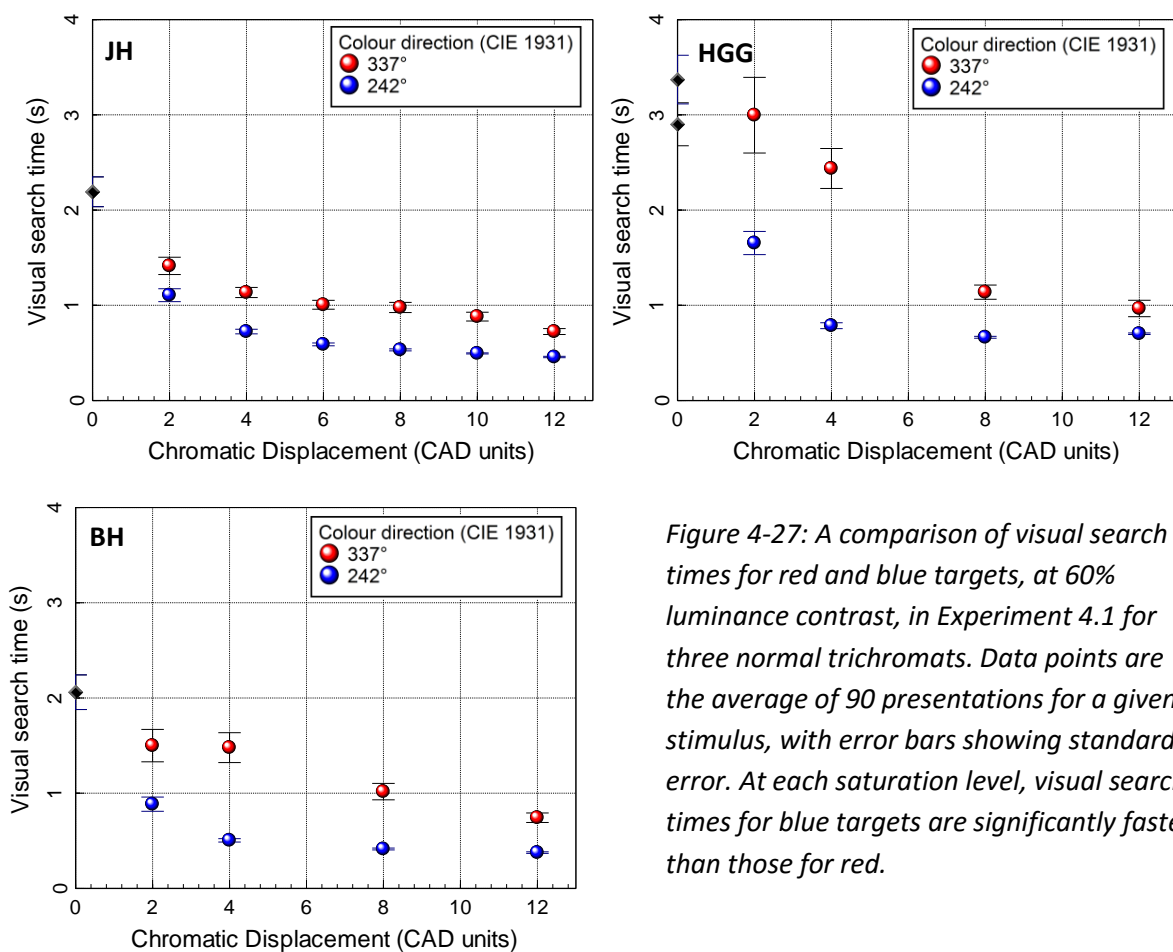 JH
Colour direction (CIE 1931)
337°
242°
Visual search time (s)
0
1
2
3
4
0 2 4 6 8 10 12
Chromatic Displacement (CAD units)
HGG
Colour direction (CIE 1931)
337°
242°
Visual search time (s)
0
1
2
3
4
0 2 4 6 8 10 12
Chromatic Displacement (CAD units)
BH
Colour direction (CIE 1931)
337°
242°
Visual search time (s)
0
1
2
3
4
0 2 4 6 8 10 12
Chromatic Displacement (CAD units)
Figure 4-27: A comparison of visual search
times for red and blue targets, at 60%
luminance contrast, in Experiment 4.1 for
three normal trichromats. Data points are
the average of 90 presentations for a given
stimulus, with error bars showing standard
error. At each saturation level, visual search
times for blue targets are significantly faste
than those for red.